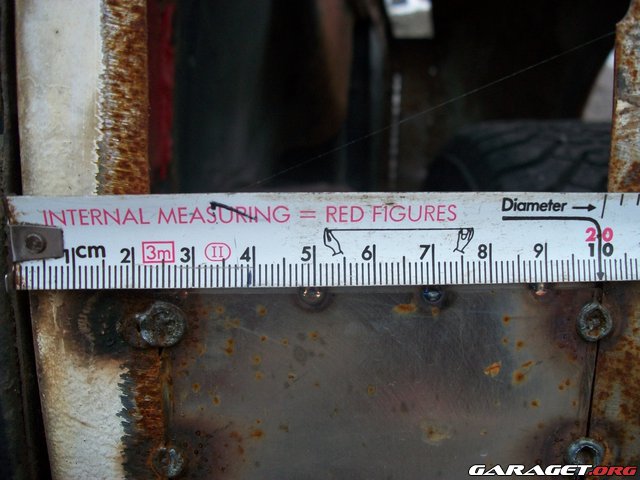 INTERNAL MEASURING = RED FIGURES
Diameter →
20
1 cm 2 3m 3 II 4 5 6 7 8 9 10
GARAGET.ORG